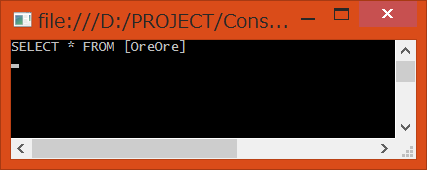 file:///D:/PROJECT/Cons...
SELECT * FROM [OreOre]